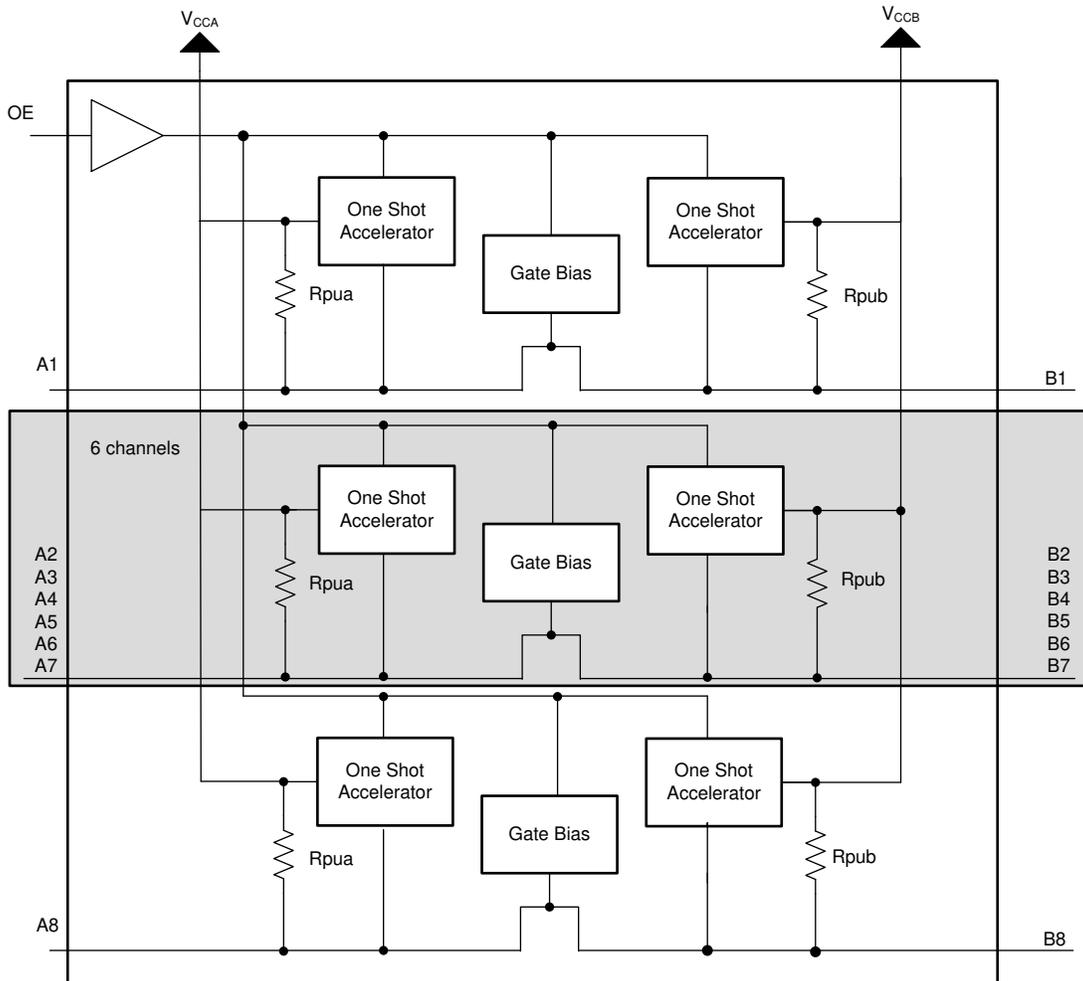 VCCA
VCCB
OE
One Shot
Accelerator
One Shot
Accelerator
Gate Bias
Rpua
Rpub
A1
B1
6 channels
One Shot
Accelerator
One Shot
Accelerator
Gate Bias
Rpua
Rpub
A2
A3
A4
A5
A6
A7
B2
B3
B4
B5
B6
B7
One Shot
Accelerator
One Shot
Accelerator
Gate Bias
Rpua
Rpub
A8
B8